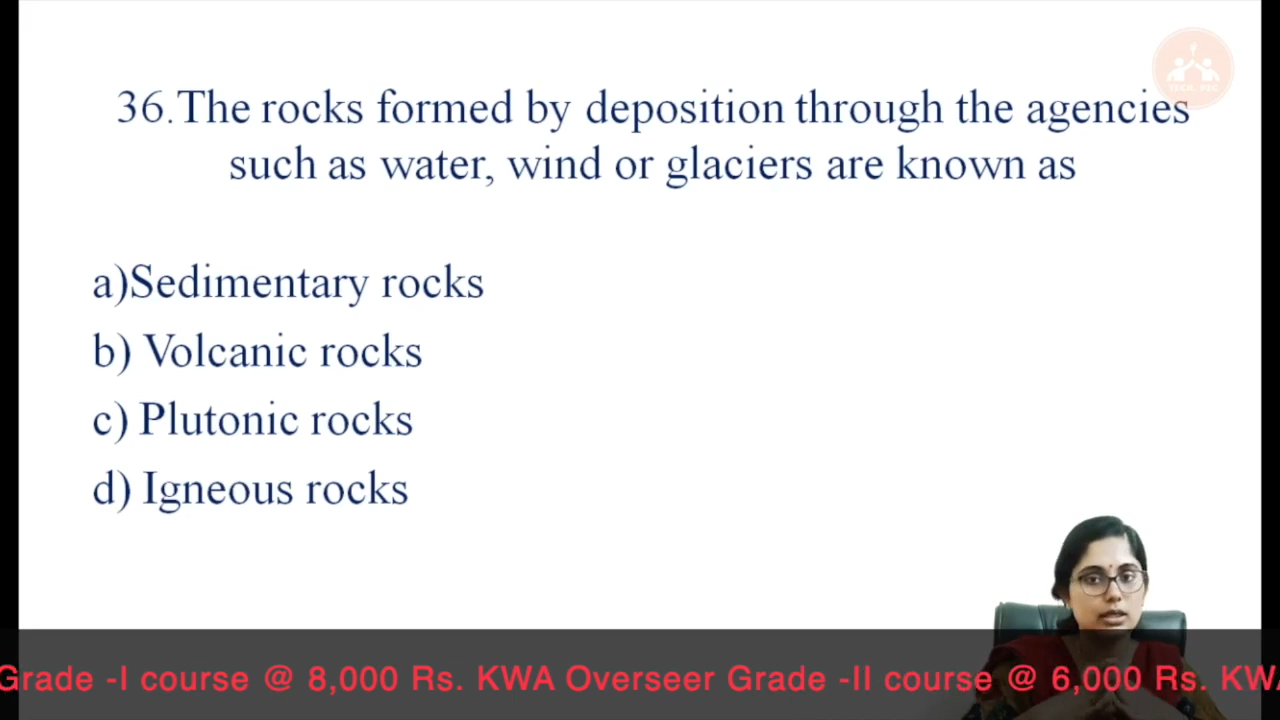 TECH. PSC
36.The rocks formed by deposition through the agencies
such as water, wind or glaciers are known as
a)Sedimentary rocks
b) Volcanic rocks
c) Plutonic rocks
d) Igneous rocks
Grade -I course @ 8,000 Rs. KWA Overseer Grade -II course @ 6,000 Rs. KW